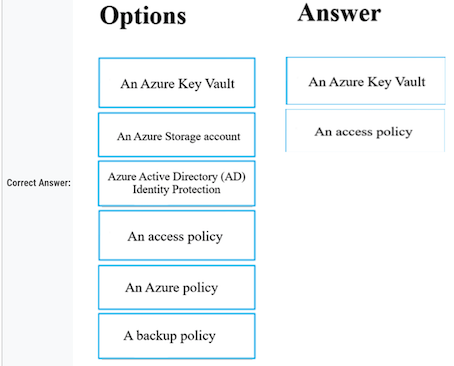 Options
Answer
An Azure Key Vault
An Azure Key Vault
An Azure Storage account
An access policy
Correct Answer:
Azure Active Directory (AD)
Identity Protection
An access policy
An Azure policy
A backup policy